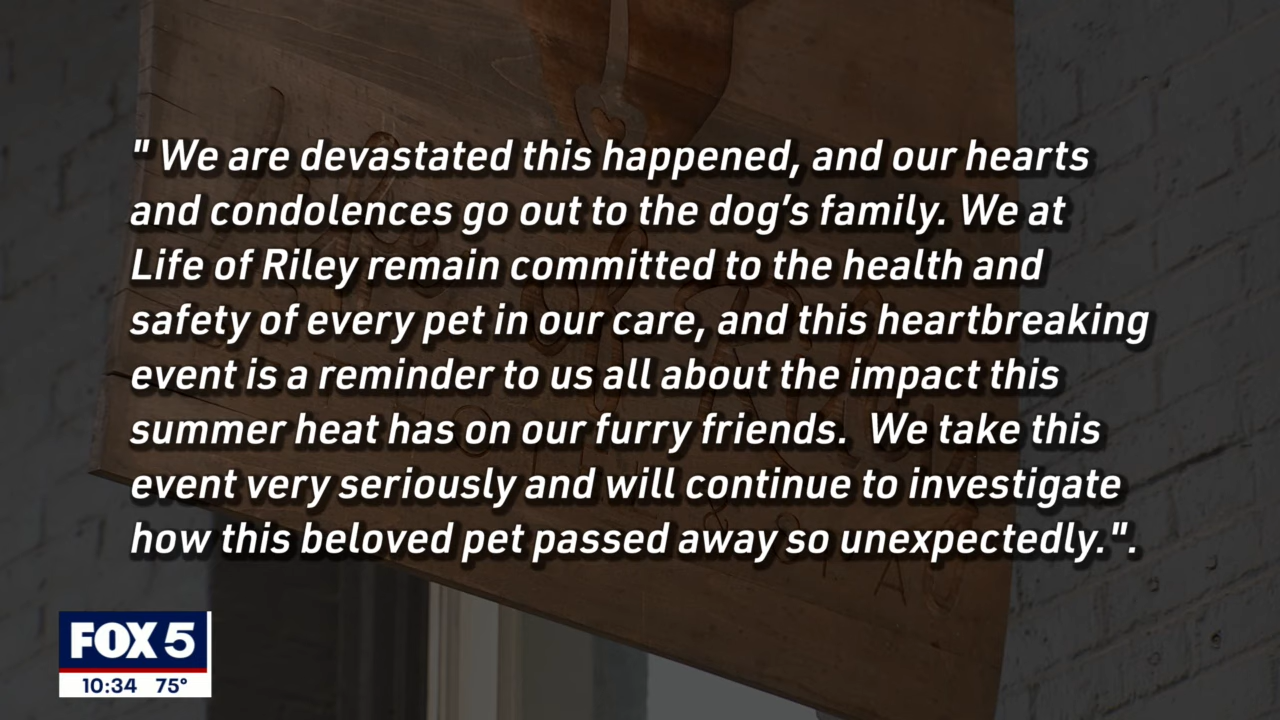 " We are devastated this happened, and our hearts
and condolences go out to the dog's family. We at
Life of Riley remain committed to the health and
safety of every pet in our care, and this heartbreaking
event is a reminder to us all about the impact this
summer heat has on our furry friends.  We take this
event very seriously and will continue to investigate
how this beloved pet passed away so unexpectedly.".
FOX 5
10:34 75°